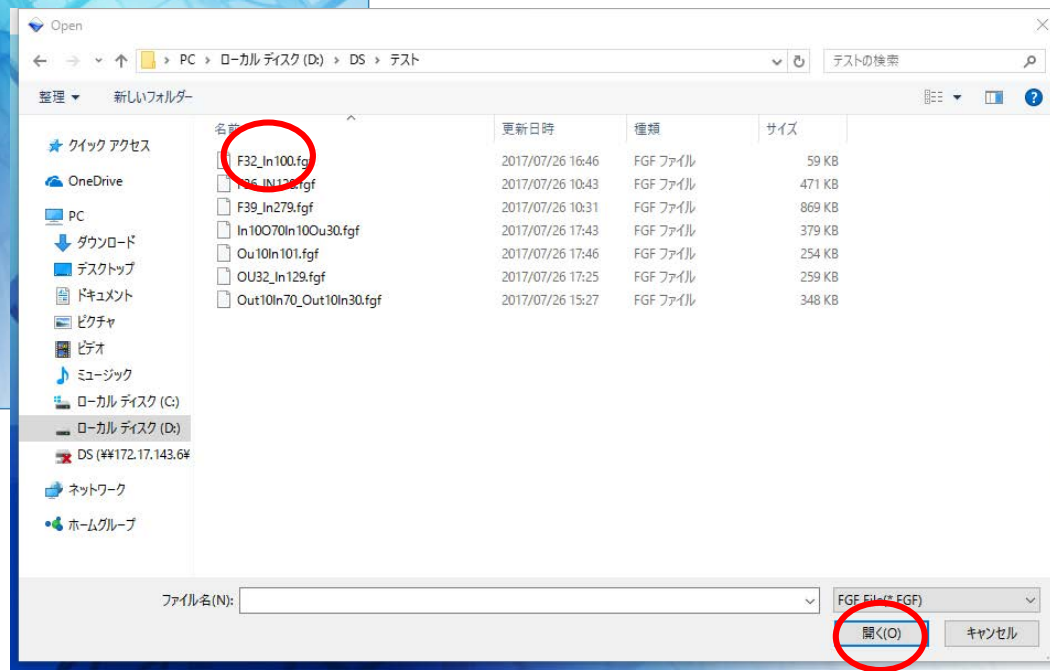 Open
PC › ローカル ディスク (D:) › DS › テスト
テストの検索
整理 新しいフォルダー
名前 更新日時 種類 サイズ
クイック アクセス
OneDrive
PC
ダウンロード
デスクトップ
ドキュメント
ピクチャ
ビデオ
ミュージック
ローカル ディスク (C:)
ローカル ディスク (D:)
DS (¥¥172.17.143.6¥
ネットワーク
ホームグループ
F32_In100.fgf 2017/07/26 16:46 FGF ファイル 59 KB
2017/07/26 10:43 FGF ファイル 471 KB
F39_In279.fgf 2017/07/26 10:31 FGF ファイル 869 KB
In10O70In10Ou30.fgf 2017/07/26 17:43 FGF ファイル 379 KB
Ou10In101.fgf 2017/07/26 17:46 FGF ファイル 254 KB
OU32_In129.fgf 2017/07/26 17:25 FGF ファイル 259 KB
Out10In70_Out10In30.fgf 2017/07/26 15:27 FGF ファイル 348 KB
ファイル名(N):
FGF File(*.FGF)
開く(O) キャンセル